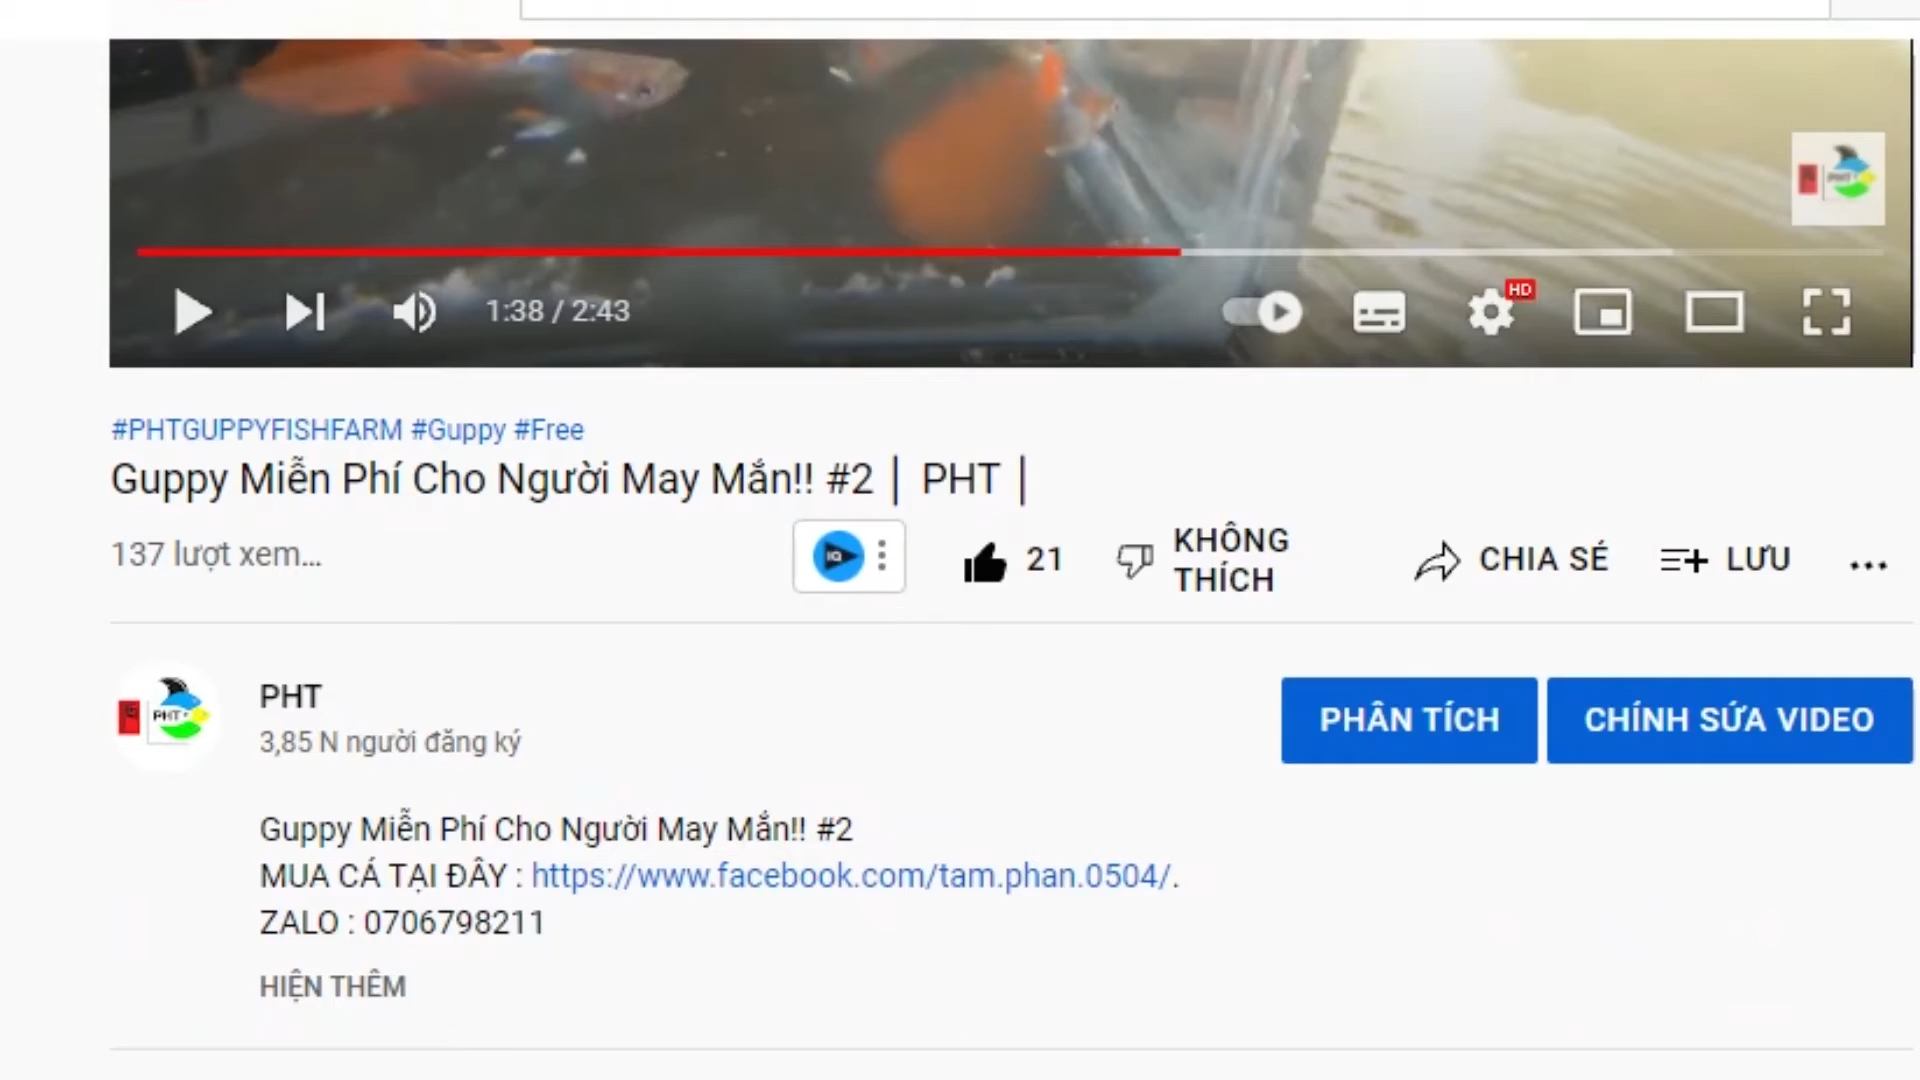 1:38 / 2:43
HD
#PHTGUPPYFISHFARM #Guppy #Free
Guppy Miễn Phí Cho Người May Mắn!! #2 │ PHT │
137 lượt xem...
IQ
21
KHÔNG
THÍCH
CHIA SẺ
LƯU
PHT
PHT
3,85 N người đăng ký
PHÂN TÍCH
CHỈNH SỬA VIDEO
Guppy Miễn Phí Cho Người May Mắn!! #2
MUA CÁ TẠI ĐÂY : https://www.facebook.com/tam.phan.0504/.
ZALO : 0706798211
HIỆN THÊM